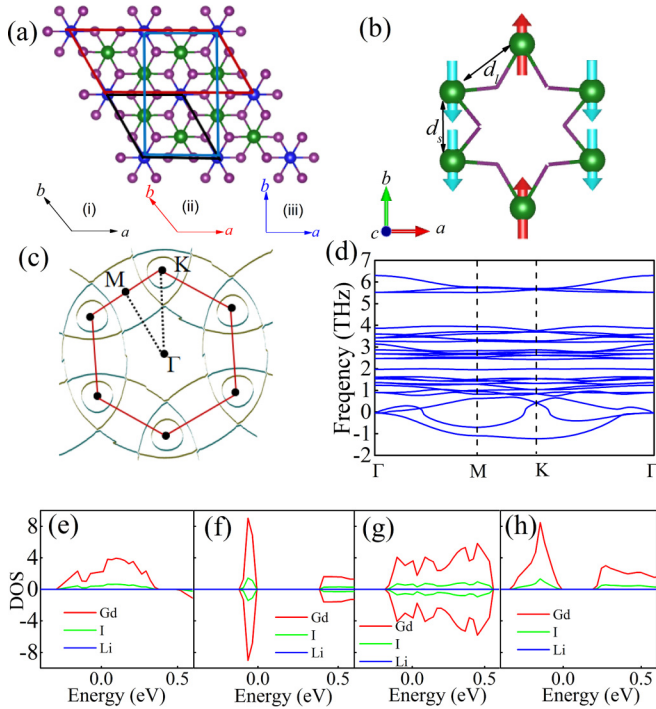 (a)
b
a
(i)
b
a
(ii)
b
a
(iii)
(b)
d_l
d_s
b
c
a
(c)
M
K
Γ
(d)
Freqency (THz)
7
6
5
4
3
2
1
0
-1
-2
Γ
M
K
Γ
(e)
(f)
(g)
(h)
DOS
8
4
0
-4
-8
Gd
I
Li
Gd
I
Li
Gd
I
Li
Gd
I
Li
0.0
0.5
0.0
0.5
0.0
0.5
0.0
0.5
Energy (eV)
Energy (eV)
Energy (eV)
Energy (eV)